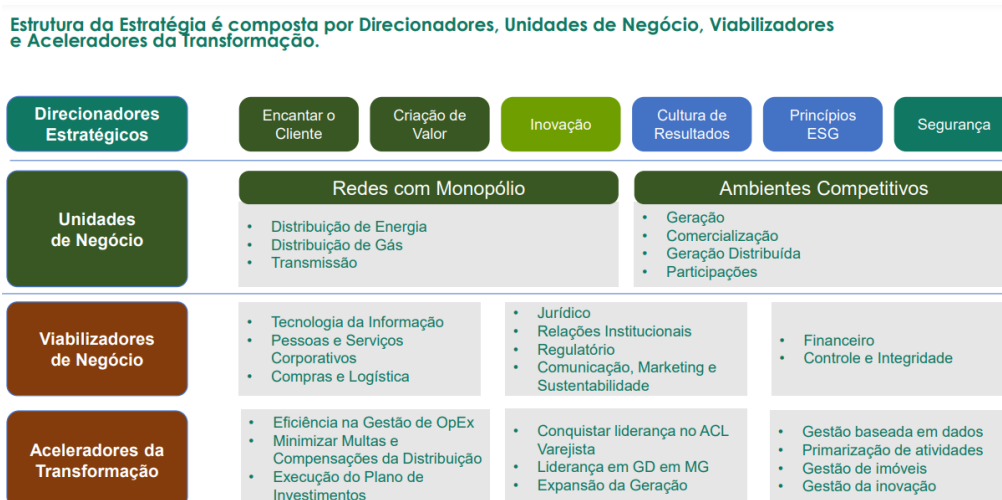 Estrutura da Estratégia é composta por Direcionadores, Unidades de Negócio, Viabilizadores
e Aceleradores da Transformação.
Direcionadores
Estratégicos
Encantar o
Cliente
Criação de
Valor
Inovação
Cultura de
Resultados
Princípios
ESG
Segurança
Unidades
de Negócio
Redes com Monopólio
• Distribuição de Energia
• Distribuição de Gás
• Transmissão
Ambientes Competitivos
• Geração
• Comercialização
• Geração Distribuída
• Participações
Viabilizadores
de Negócio
• Tecnologia da Informação
• Pessoas e Serviços
Corporativos
• Compras e Logística
• Jurídico
• Relações Institucionais
• Regulatório
• Comunicação, Marketing e
Sustentabilidade
• Financeiro
• Controle e Integridade
Aceleradores da
Transformação
• Eficiência na Gestão de OpEx
• Minimizar Multas e
Compensações da Distribuição
• Execução do Plano de
Investimentos
• Conquistar liderança no ACL
Varejista
• Liderança em GD em MG
• Expansão da Geração
• Gestão baseada em dados
• Primarização de atividades
• Gestão de imóveis
• Gestão da inovação